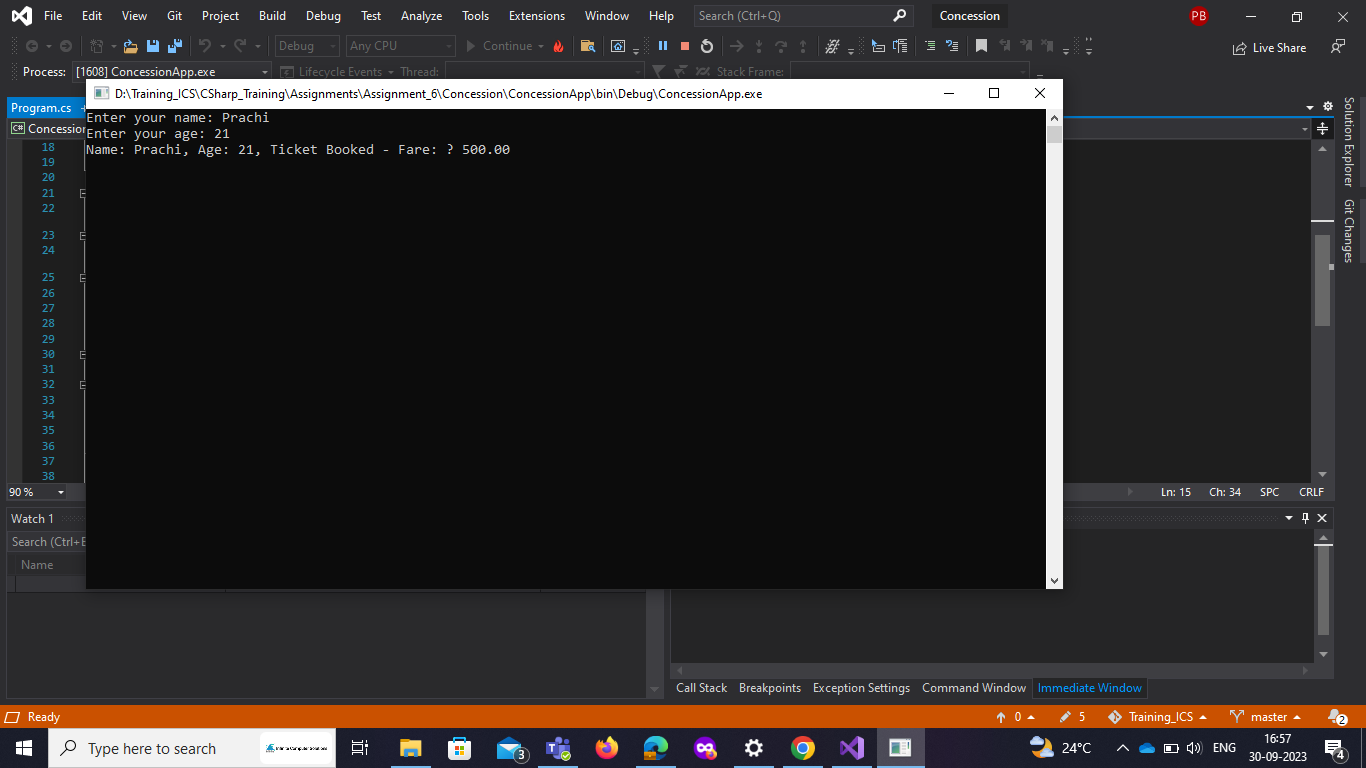 File Edit View Git Project Build Debug Test Analyze Tools Extensions Window Help Search (Ctrl+Q) Concession PB
Debug Any CPU Continue Live Share
Process: [1608] ConcessionApp.exe Lifecycle Events Thread: Stack Frame:
D:\Training_ICS\CSharp_Training\Assignments\Assignment_6\Concession\ConcessionApp\bin\Debug\ConcessionApp.exe
Program.cs
C# Concession
Enter your name: Prachi
Enter your age: 21
Name: Prachi, Age: 21, Ticket Booked - Fare: ? 500.00
18
19
20
21
22
23
24
25
26
27
28
29
30
31
32
33
34
35
36
37
38
Solution Explorer
Git Changes
90 % Ln: 15 Ch: 34 SPC CRLF
Watch 1
Search (Ctrl+E
Name
Call Stack Breakpoints Exception Settings Command Window Immediate Window
Ready 0 5 Training_ICS master 2
Type here to search Infinite Computer Solutions 3 24°C ENG 16:57
30-09-2023 4